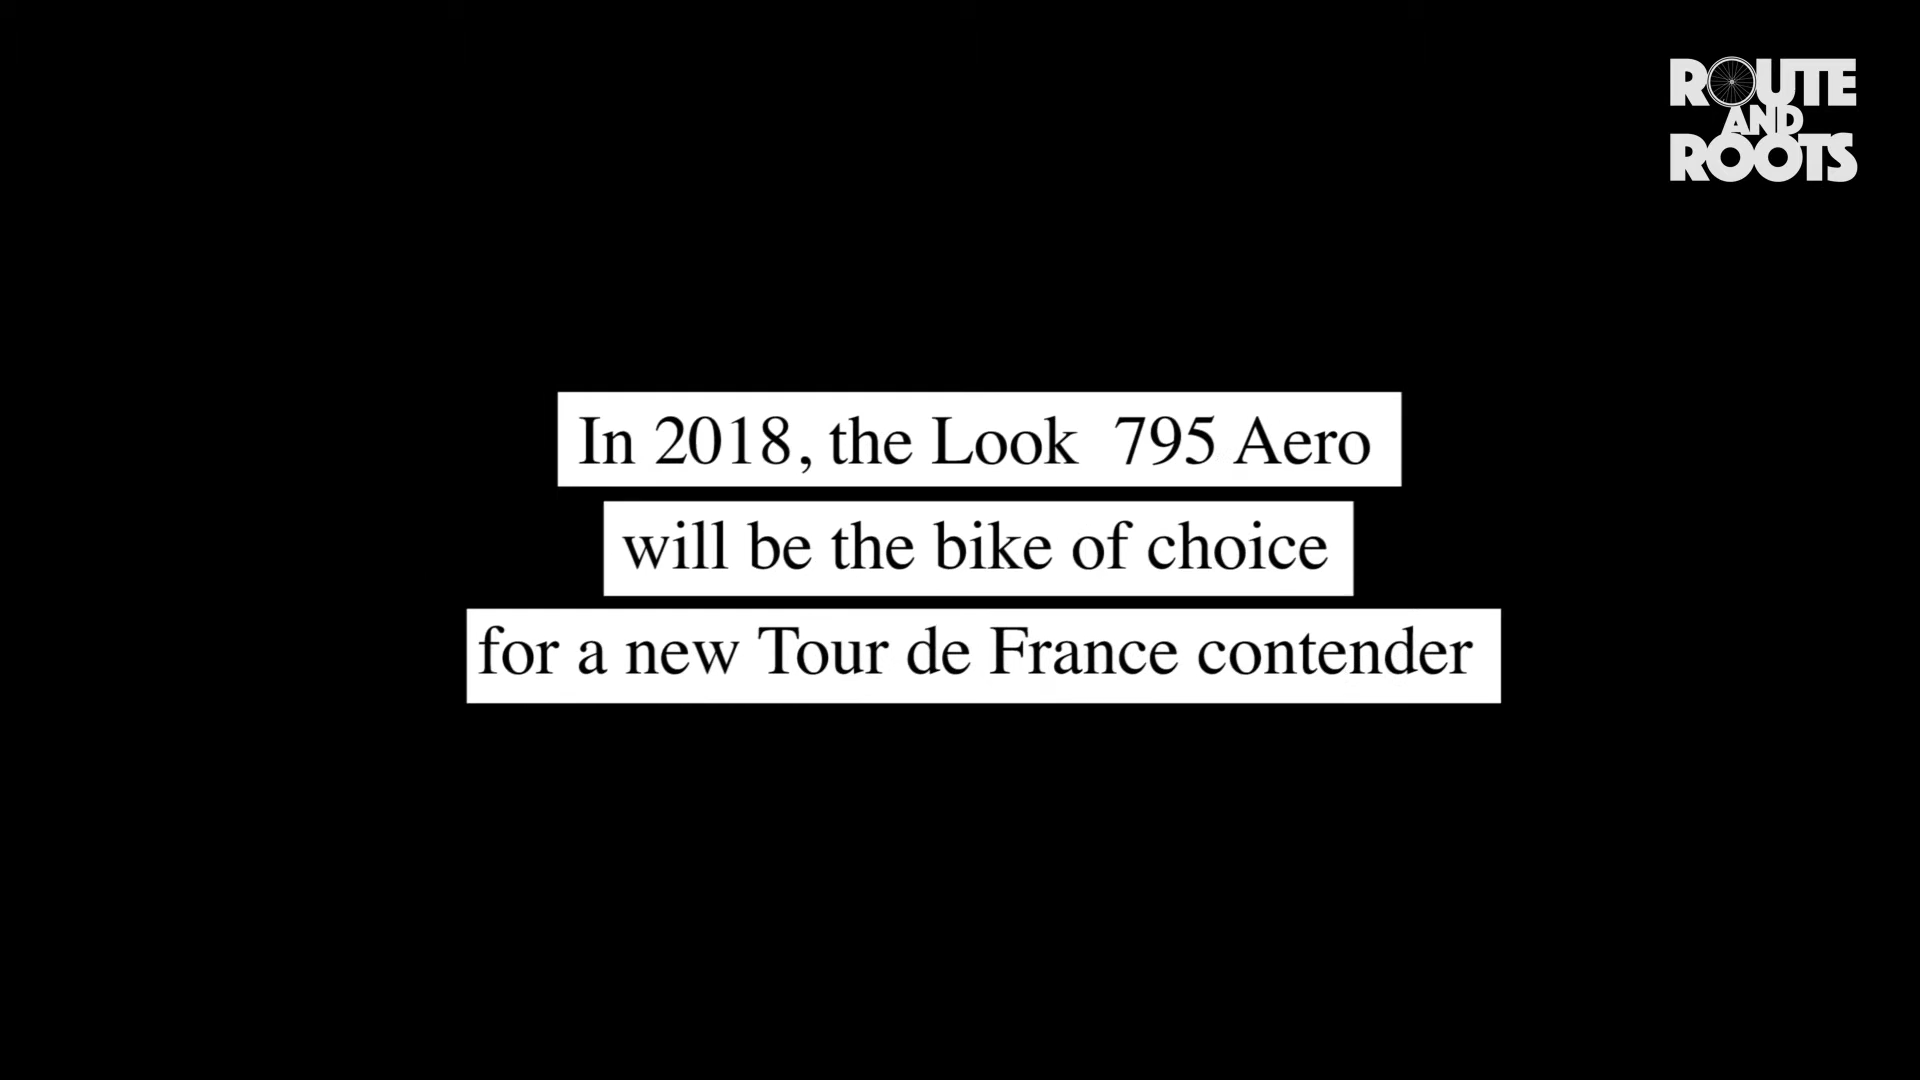 ROUTE
AND
ROOTS
In 2018, the Look  795 Aero
will be the bike of choice
for a new Tour de France contender